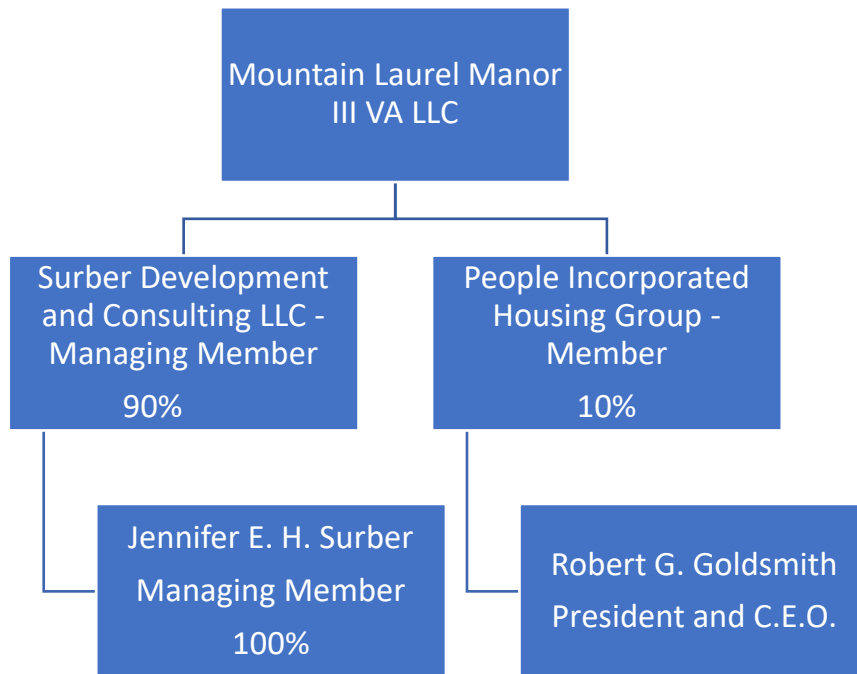 Mountain Laurel Manor
III VA LLC
Surber Development
and Consulting LLC -
Managing Member
90%
People Incorporated
Housing Group -
Member
10%
Jennifer E. H. Surber
Managing Member
100%
Robert G. Goldsmith
President and C.E.O.